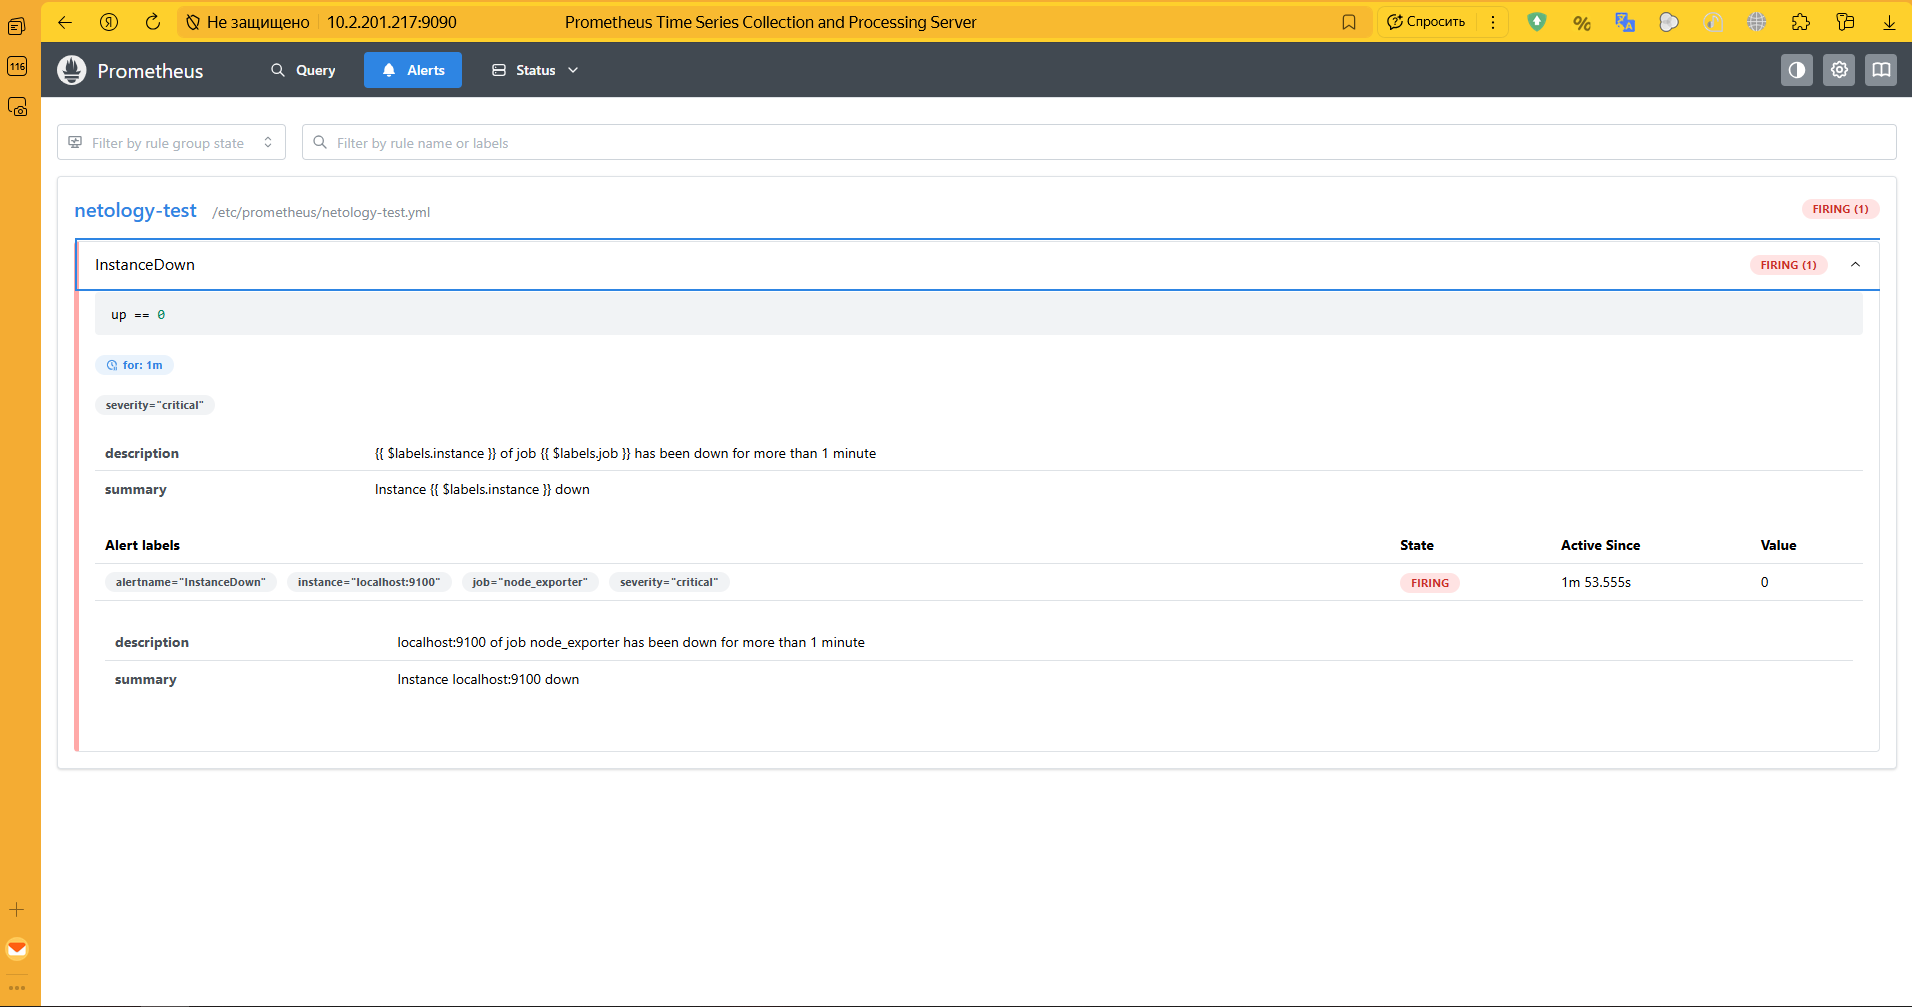 Не защищено 10.2.201.217:9090 Prometheus Time Series Collection and Processing Server Спросить
116
Prometheus Query Alerts Status
Filter by rule group state Filter by rule name or labels
netology-test /etc/prometheus/netology-test.yml FIRING (1)
InstanceDown FIRING (1)
up == 0
for: 1m
severity="critical"
description {{ $labels.instance }} of job {{ $labels.job }} has been down for more than 1 minute
summary Instance {{ $labels.instance }} down
Alert labels State Active Since Value
alertname="InstanceDown" instance="localhost:9100" job="node_exporter" severity="critical" FIRING 1m 53.555s 0
description localhost:9100 of job node_exporter has been down for more than 1 minute
summary Instance localhost:9100 down